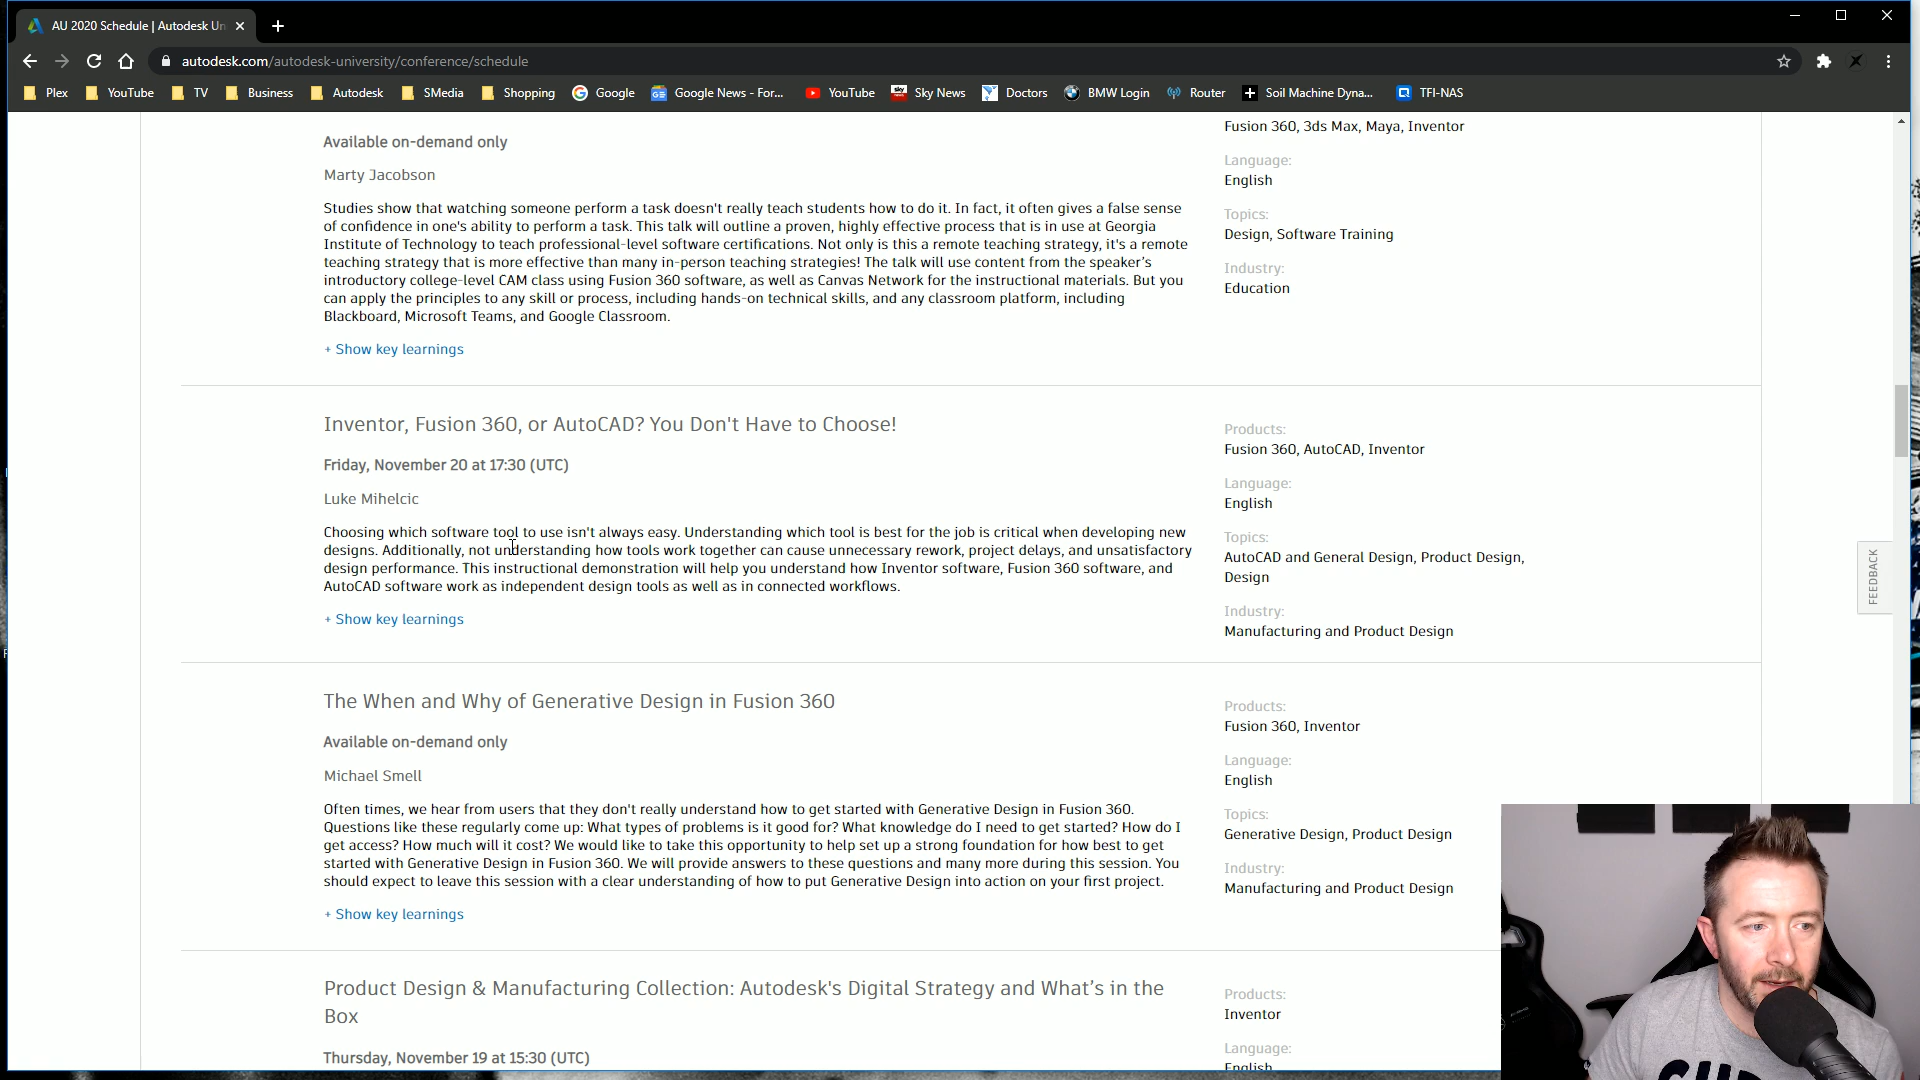 AU 2020 Schedule | Autodesk Un
autodesk.com/autodesk-university/conference/schedule
Plex YouTube TV Business Autodesk SMedia Shopping Google Google News - For... YouTube Sky News Doctors BMW Login Router Soil Machine Dyna... TFI-NAS
Available on-demand only
Marty Jacobson
Studies show that watching someone perform a task doesn't really teach students how to do it. In fact, it often gives a false sense
of confidence in one's ability to perform a task. This talk will outline a proven, highly effective process that is in use at Georgia
Institute of Technology to teach professional-level software certifications. Not only is this a remote teaching strategy, it's a remote
teaching strategy that is more effective than many in-person teaching strategies! The talk will use content from the speaker's
introductory college-level CAM class using Fusion 360 software, as well as Canvas Network for the instructional materials. But you
can apply the principles to any skill or process, including hands-on technical skills, and any classroom platform, including
Blackboard, Microsoft Teams, and Google Classroom.
+ Show key learnings
Fusion 360, 3ds Max, Maya, Inventor
Language:
English
Topics:
Design, Software Training
Industry:
Education
Inventor, Fusion 360, or AutoCAD? You Don't Have to Choose!
Friday, November 20 at 17:30 (UTC)
Luke Mihelcic
Choosing which software tool to use isn't always easy. Understanding which tool is best for the job is critical when developing new
designs. Additionally, not understanding how tools work together can cause unnecessary rework, project delays, and unsatisfactory
design performance. This instructional demonstration will help you understand how Inventor software, Fusion 360 software, and
AutoCAD software work as independent design tools as well as in connected workflows.
+ Show key learnings
Products:
Fusion 360, AutoCAD, Inventor
Language:
English
Topics:
AutoCAD and General Design, Product Design,
Design
Industry:
Manufacturing and Product Design
FEEDBACK
The When and Why of Generative Design in Fusion 360
Available on-demand only
Michael Smell
Often times, we hear from users that they don't really understand how to get started with Generative Design in Fusion 360.
Questions like these regularly come up: What types of problems is it good for? What knowledge do I need to get started? How do I
get access? How much will it cost? We would like to take this opportunity to help set up a strong foundation for how best to get
started with Generative Design in Fusion 360. We will provide answers to these questions and many more during this session. You
should expect to leave this session with a clear understanding of how to put Generative Design into action on your first project.
+ Show key learnings
Products:
Fusion 360, Inventor
Language:
English
Topics:
Generative Design, Product Design
Industry:
Manufacturing and Product Design
Product Design & Manufacturing Collection: Autodesk's Digital Strategy and What's in the
Box
Thursday, November 19 at 15:30 (UTC)
Products:
Inventor
Language:
English